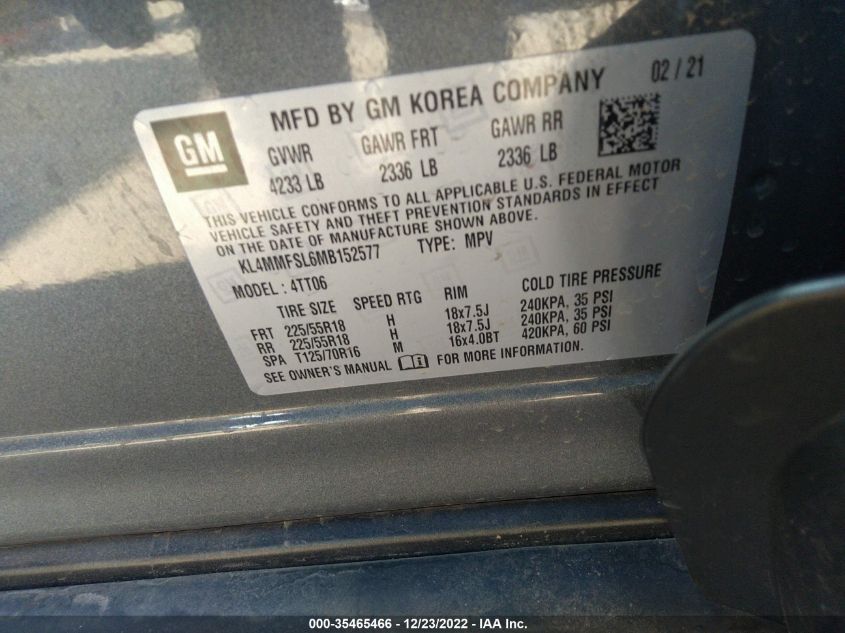 GM
MFD BY GM KOREA COMPANY 02 / 21
GVWR GAWR FRT GAWR RR
4233 LB 2336 LB 2336 LB
THIS VEHICLE CONFORMS TO ALL APPLICABLE U.S. FEDERAL MOTOR
VEHICLE SAFETY AND THEFT PREVENTION STANDARDS IN EFFECT
ON THE DATE OF MANUFACTURE SHOWN ABOVE.
KL4MMFSL6MB152577 TYPE: MPV
MODEL: 4TT06
TIRE SIZE SPEED RTG RIM COLD TIRE PRESSURE
FRT 225/55R18 H 18x7.5J 240KPA, 35 PSI
RR 225/55R18 H 18x7.5J 240KPA, 35 PSI
SPA T125/70R16 M 16x4.0BT 420KPA, 60 PSI
SEE OWNER'S MANUAL FOR MORE INFORMATION.
000-35465466 - 12/23/2022 - IAA Inc.